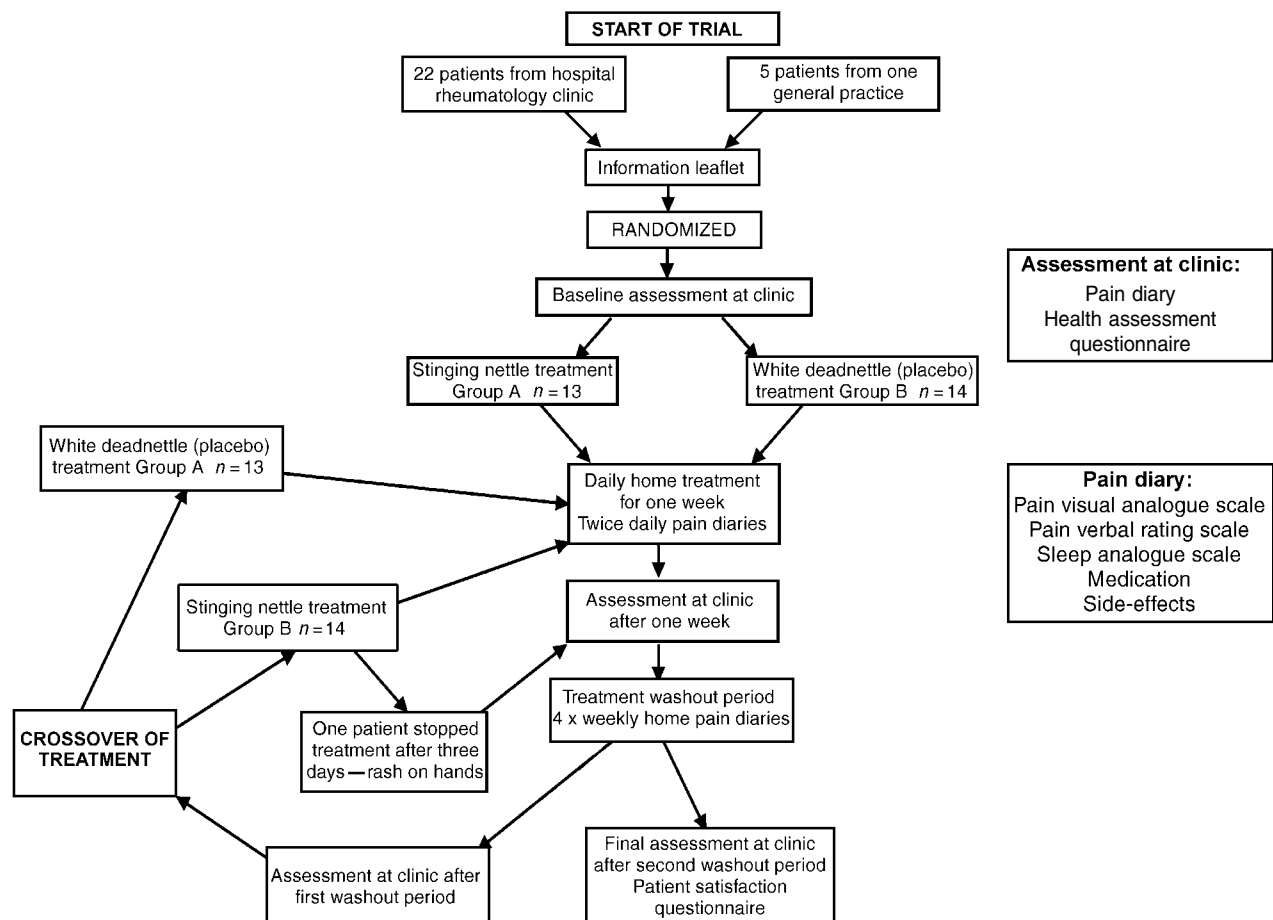 START OF TRIAL
22 patients from hospital
rheumatology clinic
5 patients from one
general practice
Information leaflet
RANDOMIZED
Baseline assessment at clinic
Assessment at clinic:
Pain diary
Health assessment
questionnaire
Stinging nettle treatment
Group A n = 13
White deadnettle (placebo)
treatment Group B n = 14
White deadnettle (placebo)
treatment Group A n = 13
Daily home treatment
for one week
Twice daily pain diaries
Pain diary:
Pain visual analogue scale
Pain verbal rating scale
Sleep analogue scale
Medication
Side-effects
Stinging nettle treatment
Group B n = 14
Assessment at clinic
after one week
Treatment washout period
4 x weekly home pain diaries
CROSSOVER OF
TREATMENT
One patient stopped
treatment after three
days—rash on hands
Assessment at clinic after
first washout period
Final assessment at clinic
after second washout period
Patient satisfaction
questionnaire